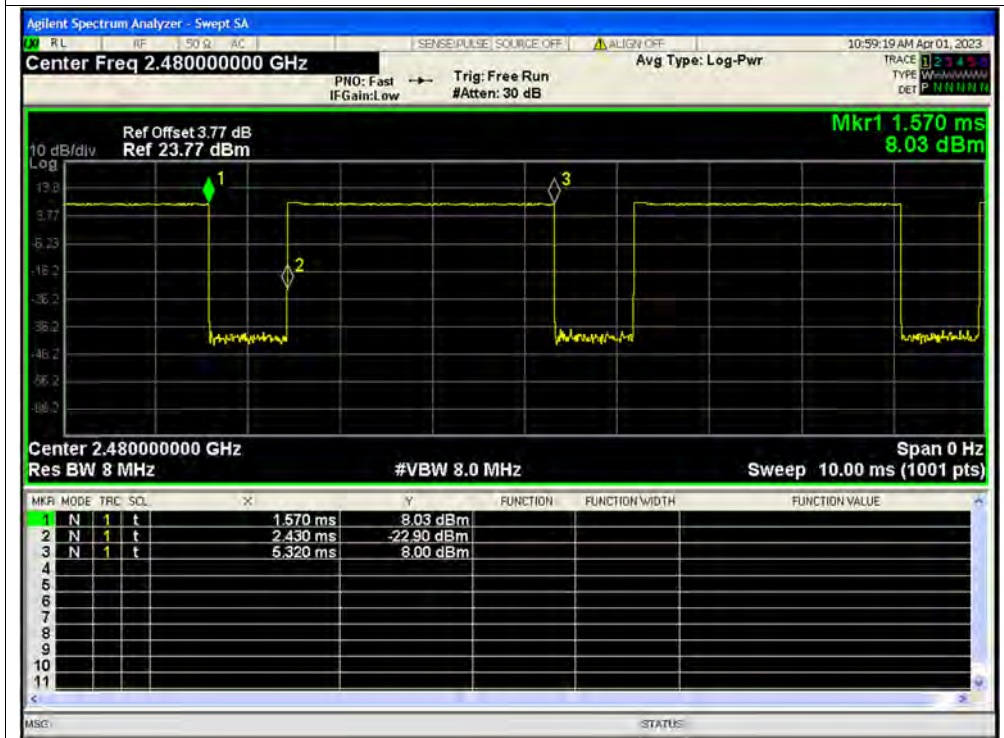 Agilent Spectrum Analyzer - Swept SA
RL RF 50 Ω AC SENSE:PULSE SOURCE OFF ALIGN OFF 10:59:19 AM Apr 01, 2023
Center Freq 2.480000000 GHz
PNO: Fast
IFGain:Low
Trig: Free Run
#Atten: 30 dB
Avg Type: Log-Pwr
TRACE 1 2 3 4 5 6
TYPE W
DET P N N N N N
Mkr1 1.570 ms
8.03 dBm
Ref Offset 3.77 dB
10 dB/div Ref 23.77 dBm
Log
13.8
3.77
-6.23
-16.2
-26.2
-36.2
-46.2
-56.2
-66.2
1
2
3
Center 2.480000000 GHz Span 0 Hz
Res BW 8 MHz #VBW 8.0 MHz Sweep 10.00 ms (1001 pts)
MKR MODE TRC SCL X Y FUNCTION FUNCTION WIDTH FUNCTION VALUE
1 N 1 t 1.570 ms 8.03 dBm
2 N 1 t 2.430 ms -22.90 dBm
3 N 1 t 5.320 ms 8.00 dBm
4
5
6
7
8
9
10
11
MSG STATUS